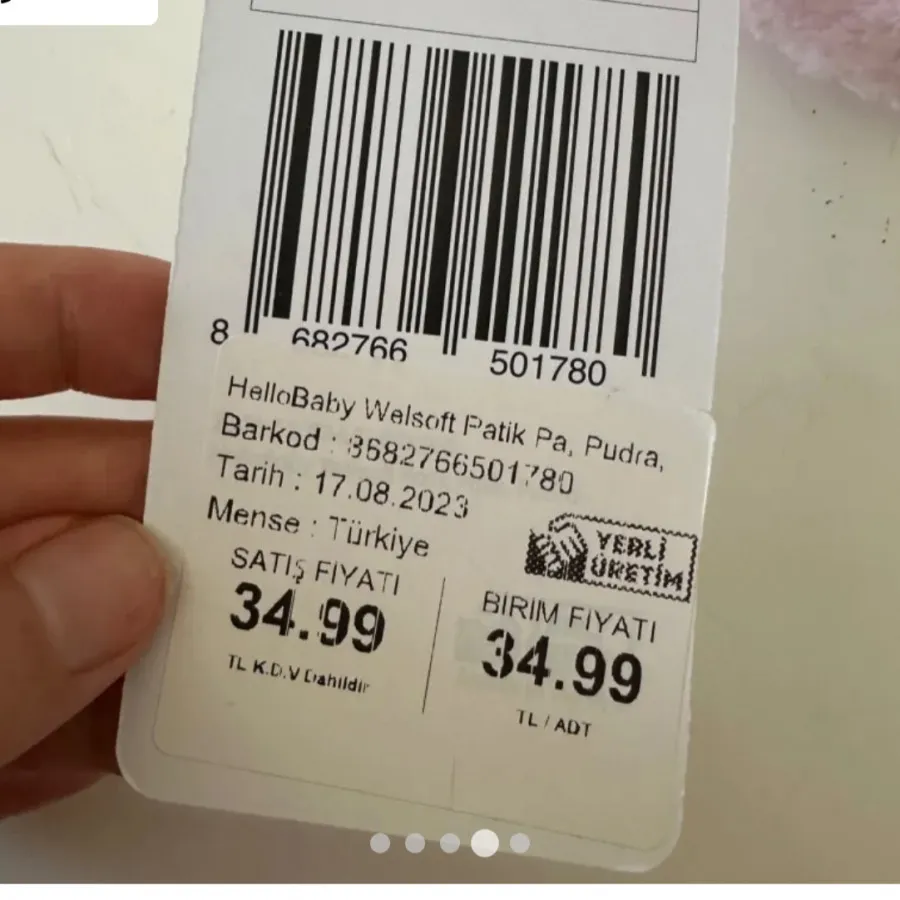 8 682766 501780
HelloBaby Welsoft Patik Pa, Pudra,
Barkod : 8682766501780
Tarih : 17.08.2023
Mense : Türkiye
YERLİ
ÜRETİM
SATIŞ FIYATI
34.99
TL K.D.V Dahildir
BIRIM FIYATI
34.99
TL / ADT